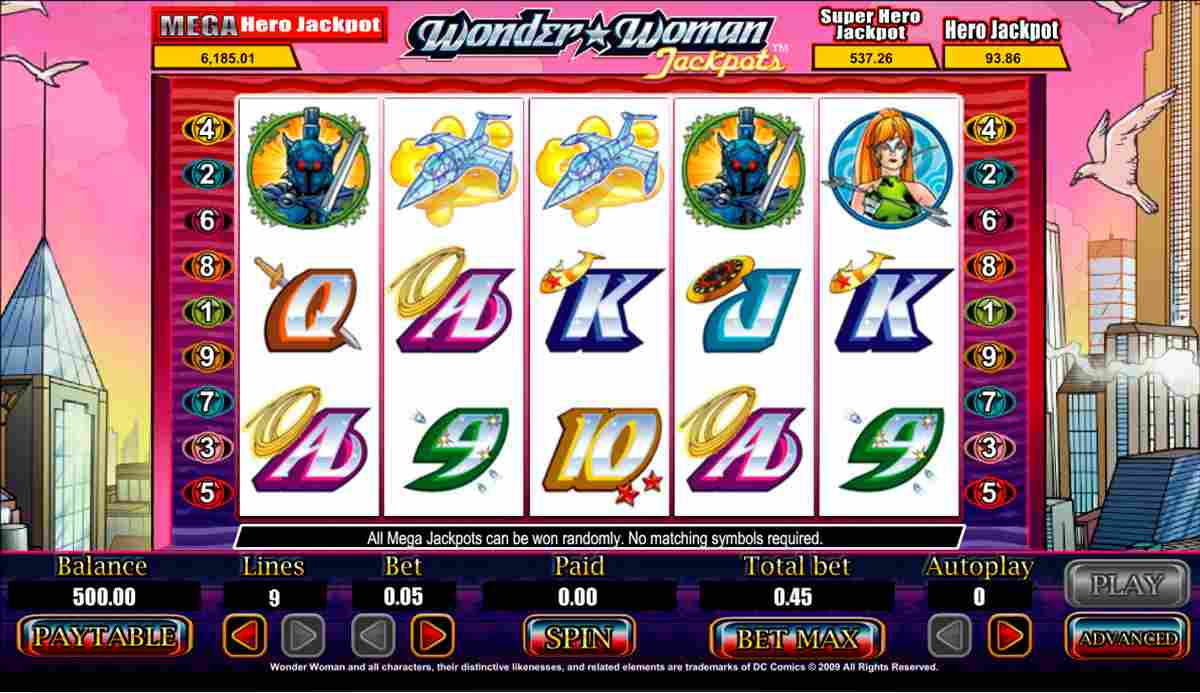 MEGA Hero Jackpot
6,185.01
Wonder Woman
Jackpots™
Super Hero
Jackpot
537.26
Hero Jackpot
93.86
4 4
2 2
6 6
8 Q A K J K 8
1 1
9 9
7 7
3 A 9 10 A 9 3
5 5
All Mega Jackpots can be won randomly. No matching symbols required.
Balance Lines Bet Paid Total bet Autoplay
500.00 9 0.05 0.00 0.45 0
PLAY
PAYTABLE SPIN BET MAX ADVANCED
Wonder Woman and all characters, their distinctive likenesses, and related elements are trademarks of DC Comics © 2009 All Rights Reserved.